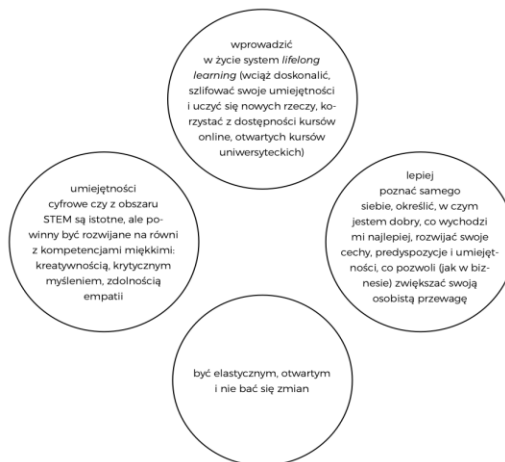 wprowadzić
w życie system lifelong
learning (wciąż doskonalić,
szlifować swoje umiejętności
i uczyć się nowych rzeczy, ko-
rzystać z dostępności kursów
online, otwartych kursów
uniwersyteckich)
umiejętności
cyfrowe czy z obszaru
STEM są istotne, ale po-
winny być rozwijane na równi
z kompetencjami miękkimi:
kreatywnością, krytycznym
myśleniem, zdolnością
empatii
lepiej
poznać samego
siebie, określić, w czym
jestem dobry, co wychodzi
mi najlepiej, rozwijać swoje
cechy, predyspozycje i umiejęt-
ności, co pozwoli (jak w biz-
nesie) zwiększać swoją
osobistą przewagę
być elastycznym, otwartym
i nie bać się zmian